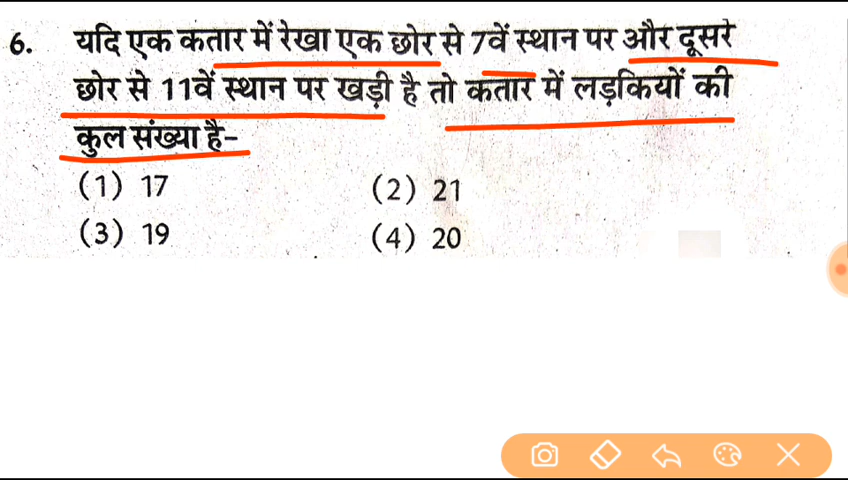 6. यदि एक कतार में रेखा एक छोर से 7वें स्थान पर और दूसरे
छोर से 11वें स्थान पर खड़ी है तो कतार में लड़कियों की
कुल संख्या है-
(1) 17 (2) 21
(3) 19 (4) 20